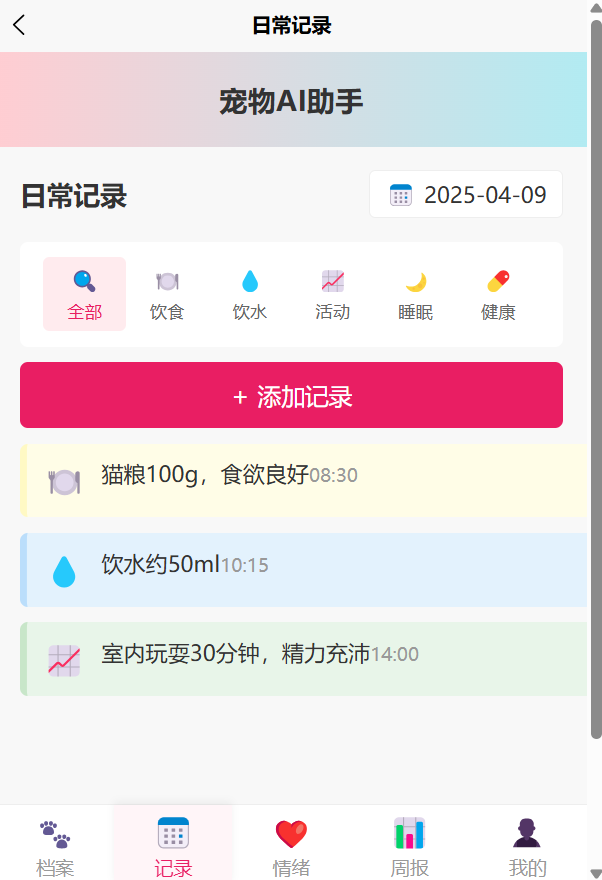 日常记录
宠物AI助手
日常记录
2025-04-09
全部 饮食 饮水 活动 睡眠 健康
+ 添加记录
猫粮100g，食欲良好08:30
饮水约50ml10:15
室内玩耍30分钟，精力充沛14:00
档案 记录 情绪 周报 我的